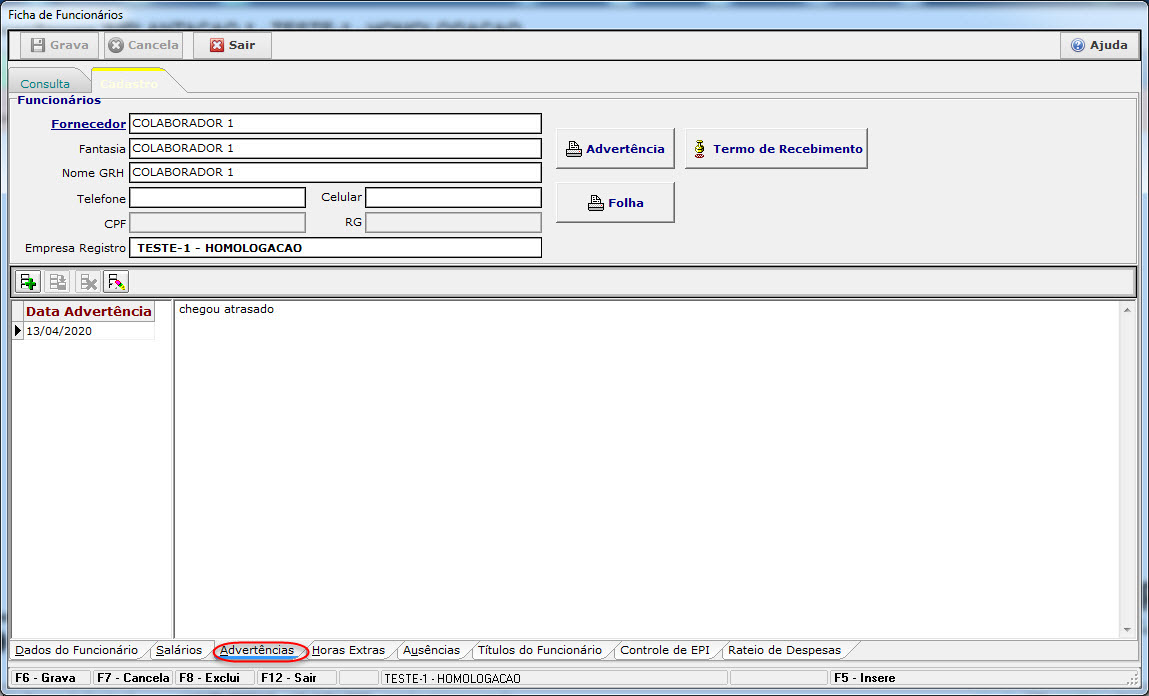 Ficha de Funcionários
Grava Cancela Sair Ajuda
Consulta Cadastro
Funcionários
Fornecedor COLABORADOR 1
Fantasia COLABORADOR 1
Nome GRH COLABORADOR 1
Telefone Celular
CPF RG
Empresa Registro TESTE-1 - HOMOLOGACAO
Advertência Termo de Recebimento
Folha
Data Advertência
13/04/2020
chegou atrasado
Dados do Funcionário Salários Advertências Horas Extras Ausências Títulos do Funcionário Controle de EPI Rateio de Despesas
F6 - Grava F7 - Cancela F8 - Exclui F12 - Sair TESTE-1 - HOMOLOGACAO F5 - Insere